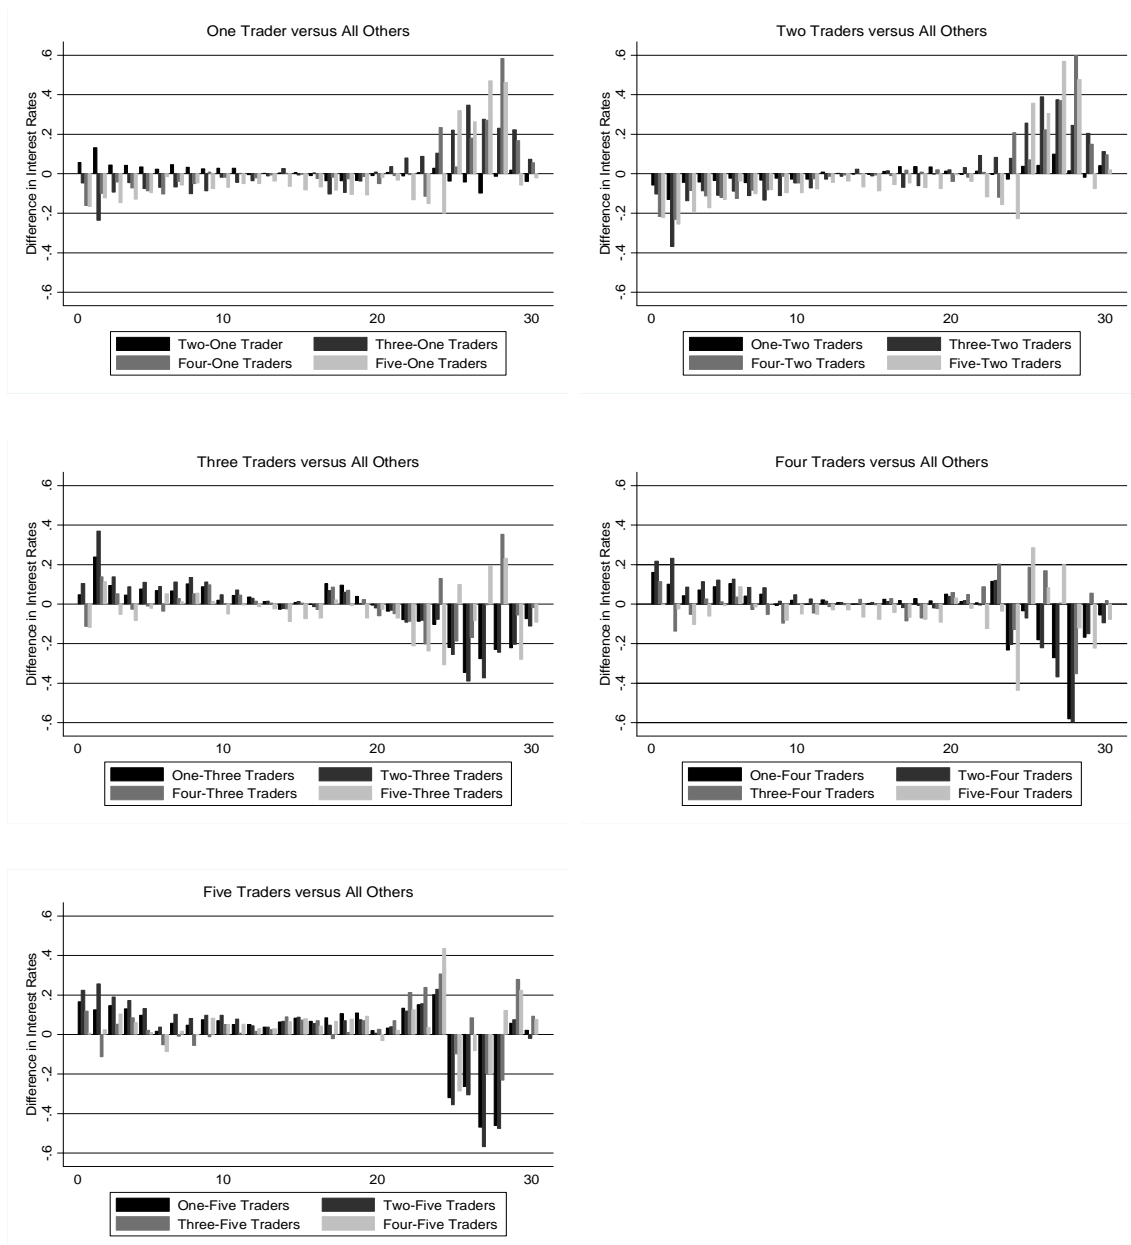 One Trader versus All Others
Difference in Interest Rates
.6
.4
.2
0
-.2
-.4
-.6
0 10 20 30
Two-One Trader Three-One Traders
Four-One Traders Five-One Traders
Two Traders versus All Others
Difference in Interest Rates
.6
.4
.2
0
-.2
-.4
-.6
0 10 20 30
One-Two Traders Three-Two Traders
Four-Two Traders Five-Two Traders
Three Traders versus All Others
Difference in Interest Rates
.6
.4
.2
0
-.2
-.4
-.6
0 10 20 30
One-Three Traders Two-Three Traders
Four-Three Traders Five-Three Traders
Four Traders versus All Others
Difference in Interest Rates
.6
.4
.2
0
-.2
-.4
-.6
0 10 20 30
One-Four Traders Two-Four Traders
Three-Four Traders Five-Four Traders
Five Traders versus All Others
Difference in Interest Rates
.6
.4
.2
0
-.2
-.4
-.6
0 10 20 30
One-Five Traders Two-Five Traders
Three-Five Traders Four-Five Traders